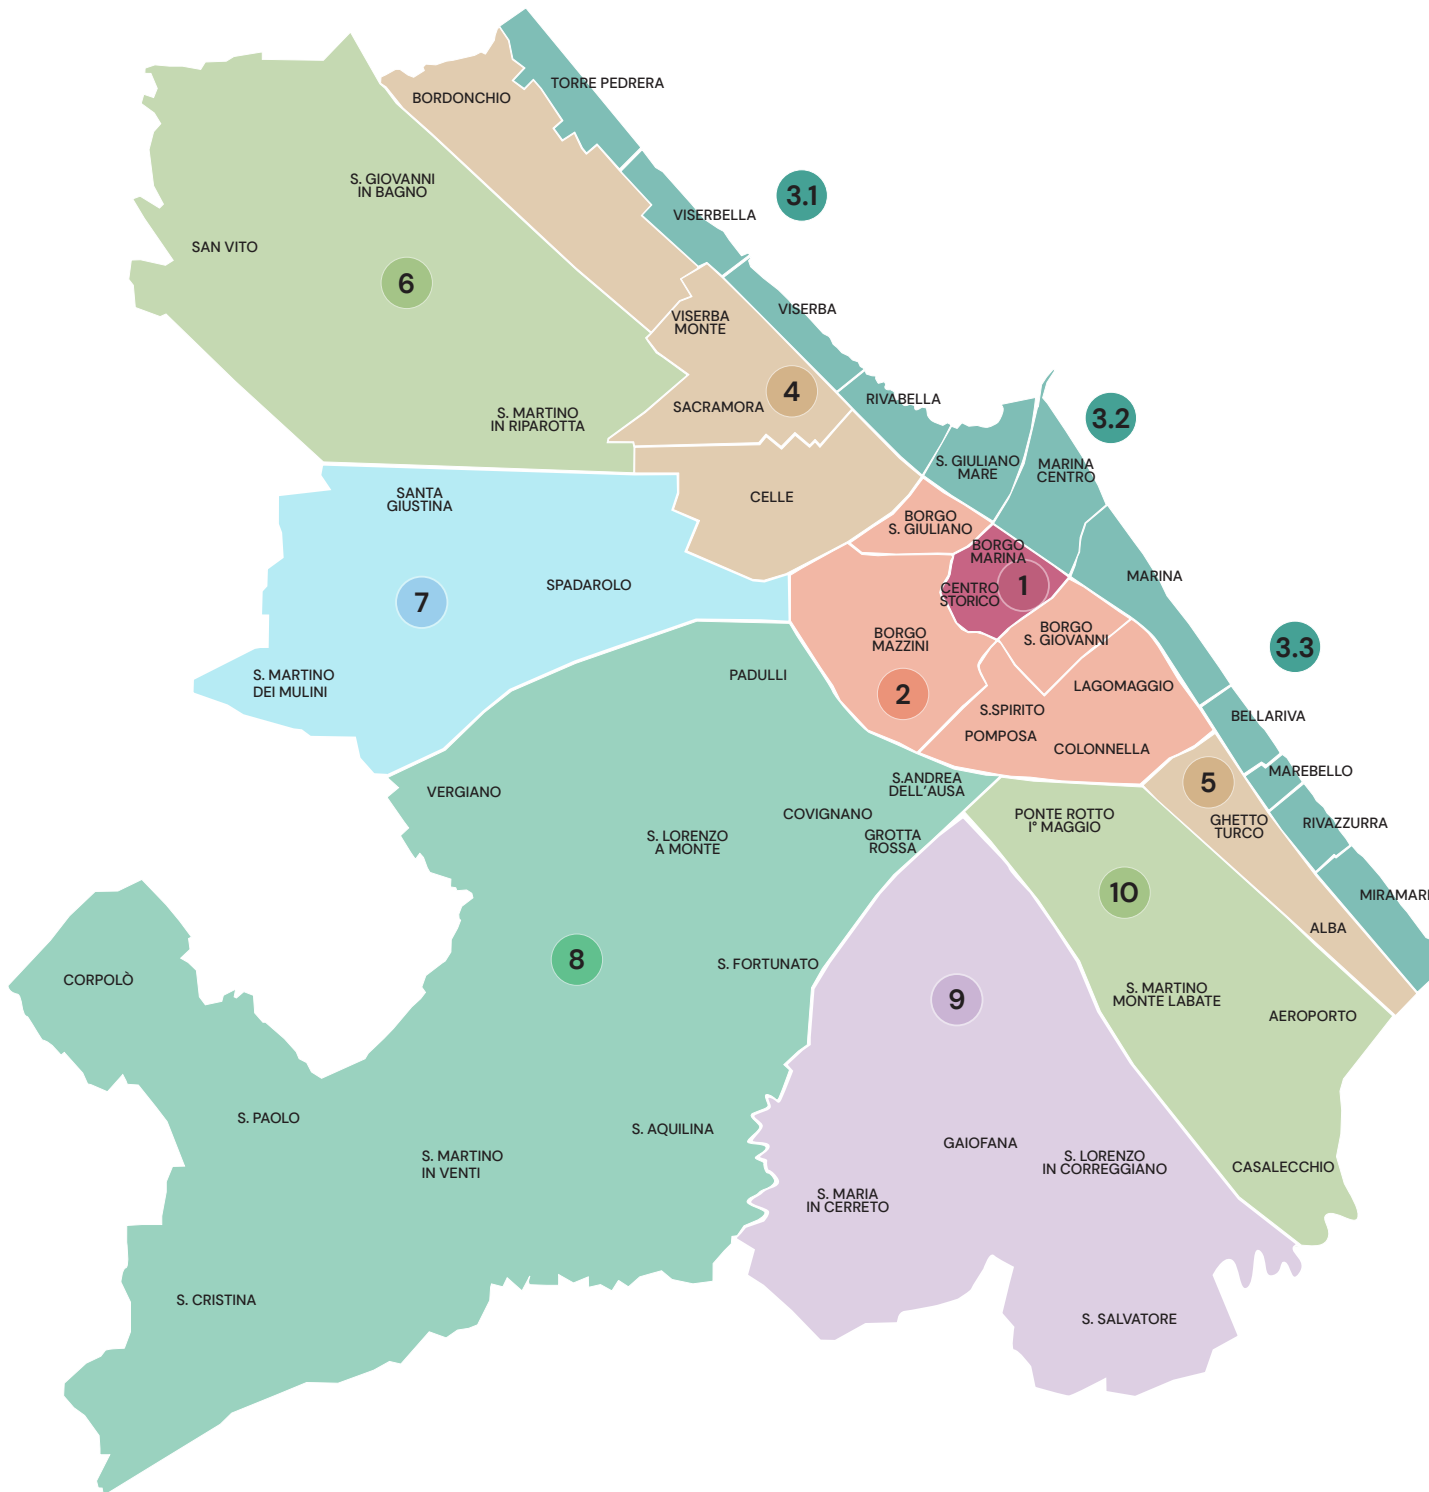 TORRE PEDRERA
BORDONCHIO
S. GIOVANNI
IN BAGNO
3.1
VISERBELLA
SAN VITO
6
VISERBA
VISERBA
MONTE
4
RIVABELLA
SACRAMORA
S. MARTINO
IN RIPAROTTA
3.2
S. GIULIANO
MARE
MARINA
CENTRO
SANTA
GIUSTINA
CELLE
BORGO
S. GIULIANO
BORGO
MARINA
1
CENTRO
STORICO
MARINA
SPADAROLO
7
BORGO
MAZZINI
BORGO
S. GIOVANNI
3.3
S. MARTINO
DEI MULINI
PADULLI
2
LAGOMAGGIO
S.SPIRITO
POMPOSA
COLONNELLA
BELLARIVA
MAREBELLO
5
S.ANDREA
DELL'AUSA
VERGIANO
COVIGNANO
GROTTA
ROSSA
S. LORENZO
A MONTE
PONTE ROTTO
I° MAGGIO
GHETTO
TURCO
RIVAZZURRA
10
MIRAMARE
ALBA
8
S. FORTUNATO
CORPOLÒ
9
S. MARTINO
MONTE LABATE
AEROPORTO
S. PAOLO
S. AQUILINA
GAIOFANA
S. MARTINO
IN VENTI
S. LORENZO
IN CORREGGIANO
CASALECCHIO
S. MARIA
IN CERRETO
S. CRISTINA
S. SALVATORE